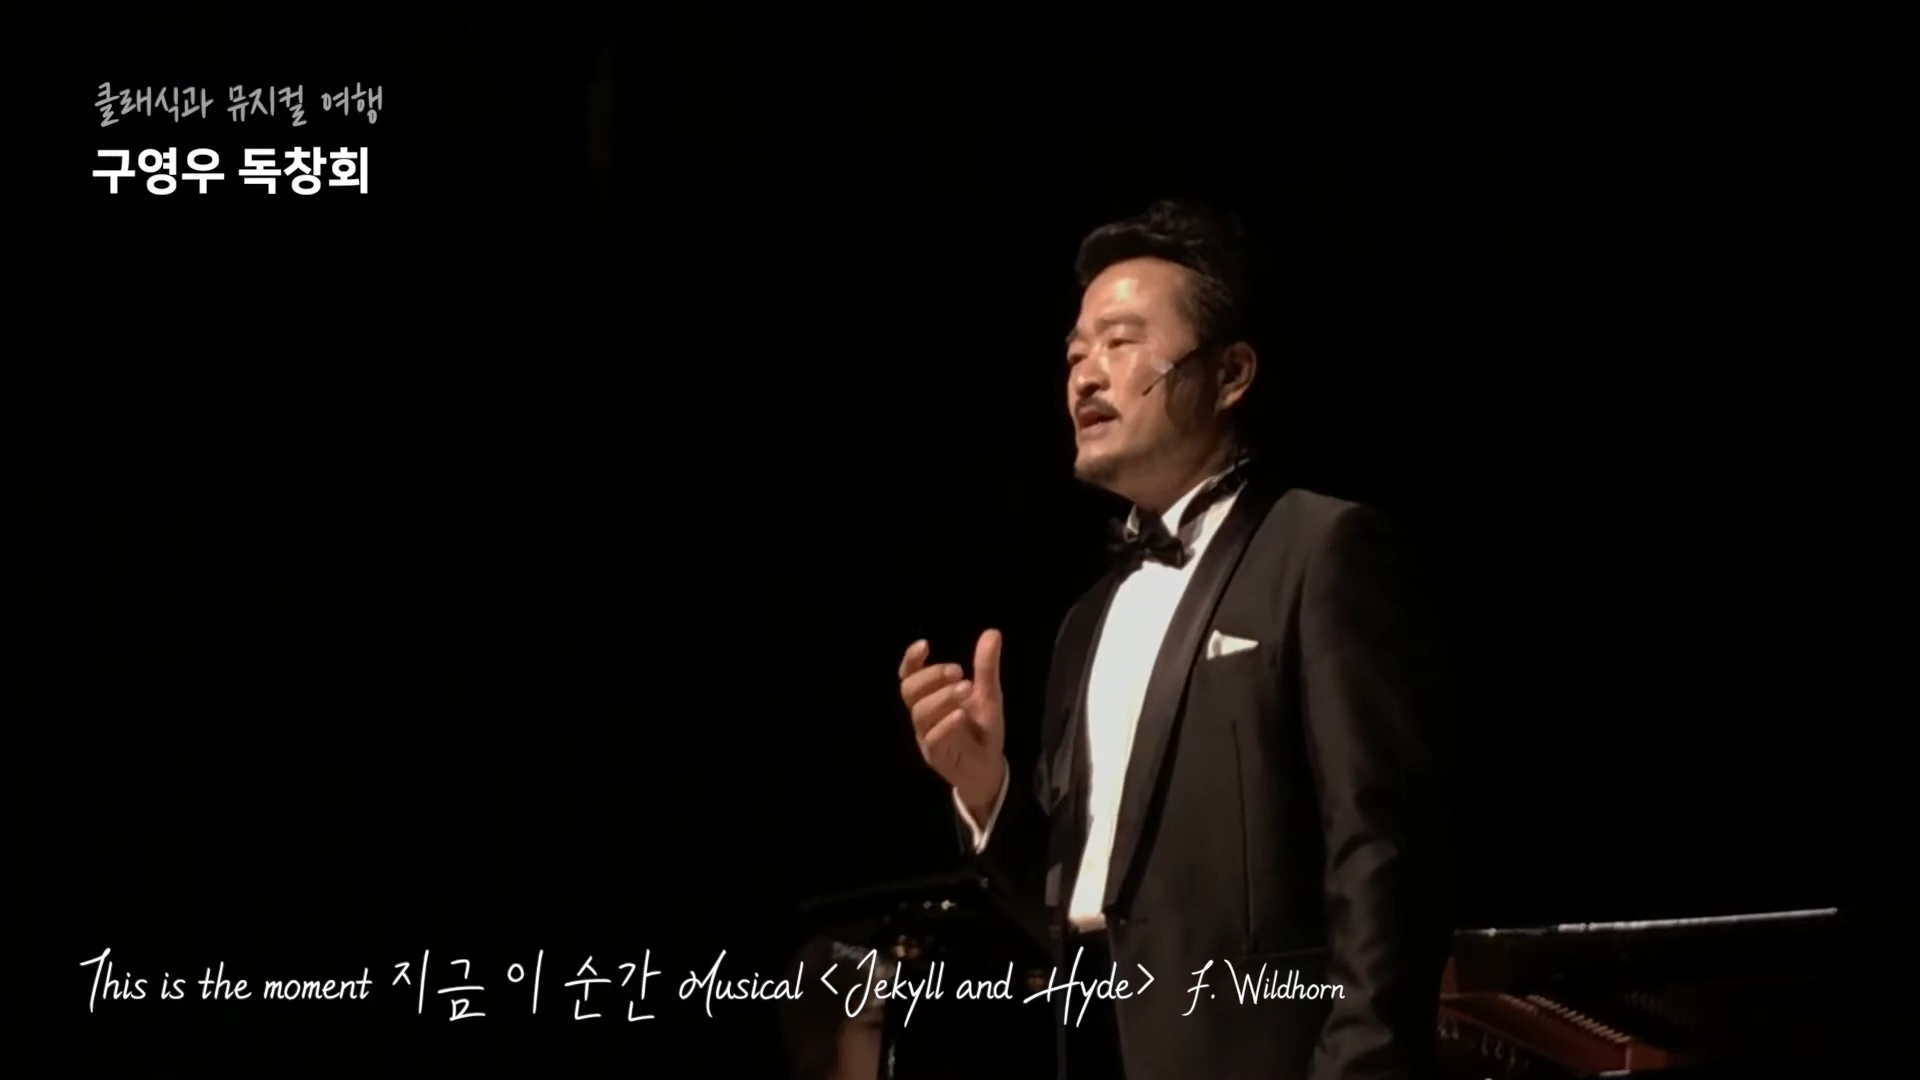 클래식과 뮤지컬 여행
구영우 독창회
This is the moment 지금 이 순간 Musical <Jekyll and Hyde> F. Wildhorn